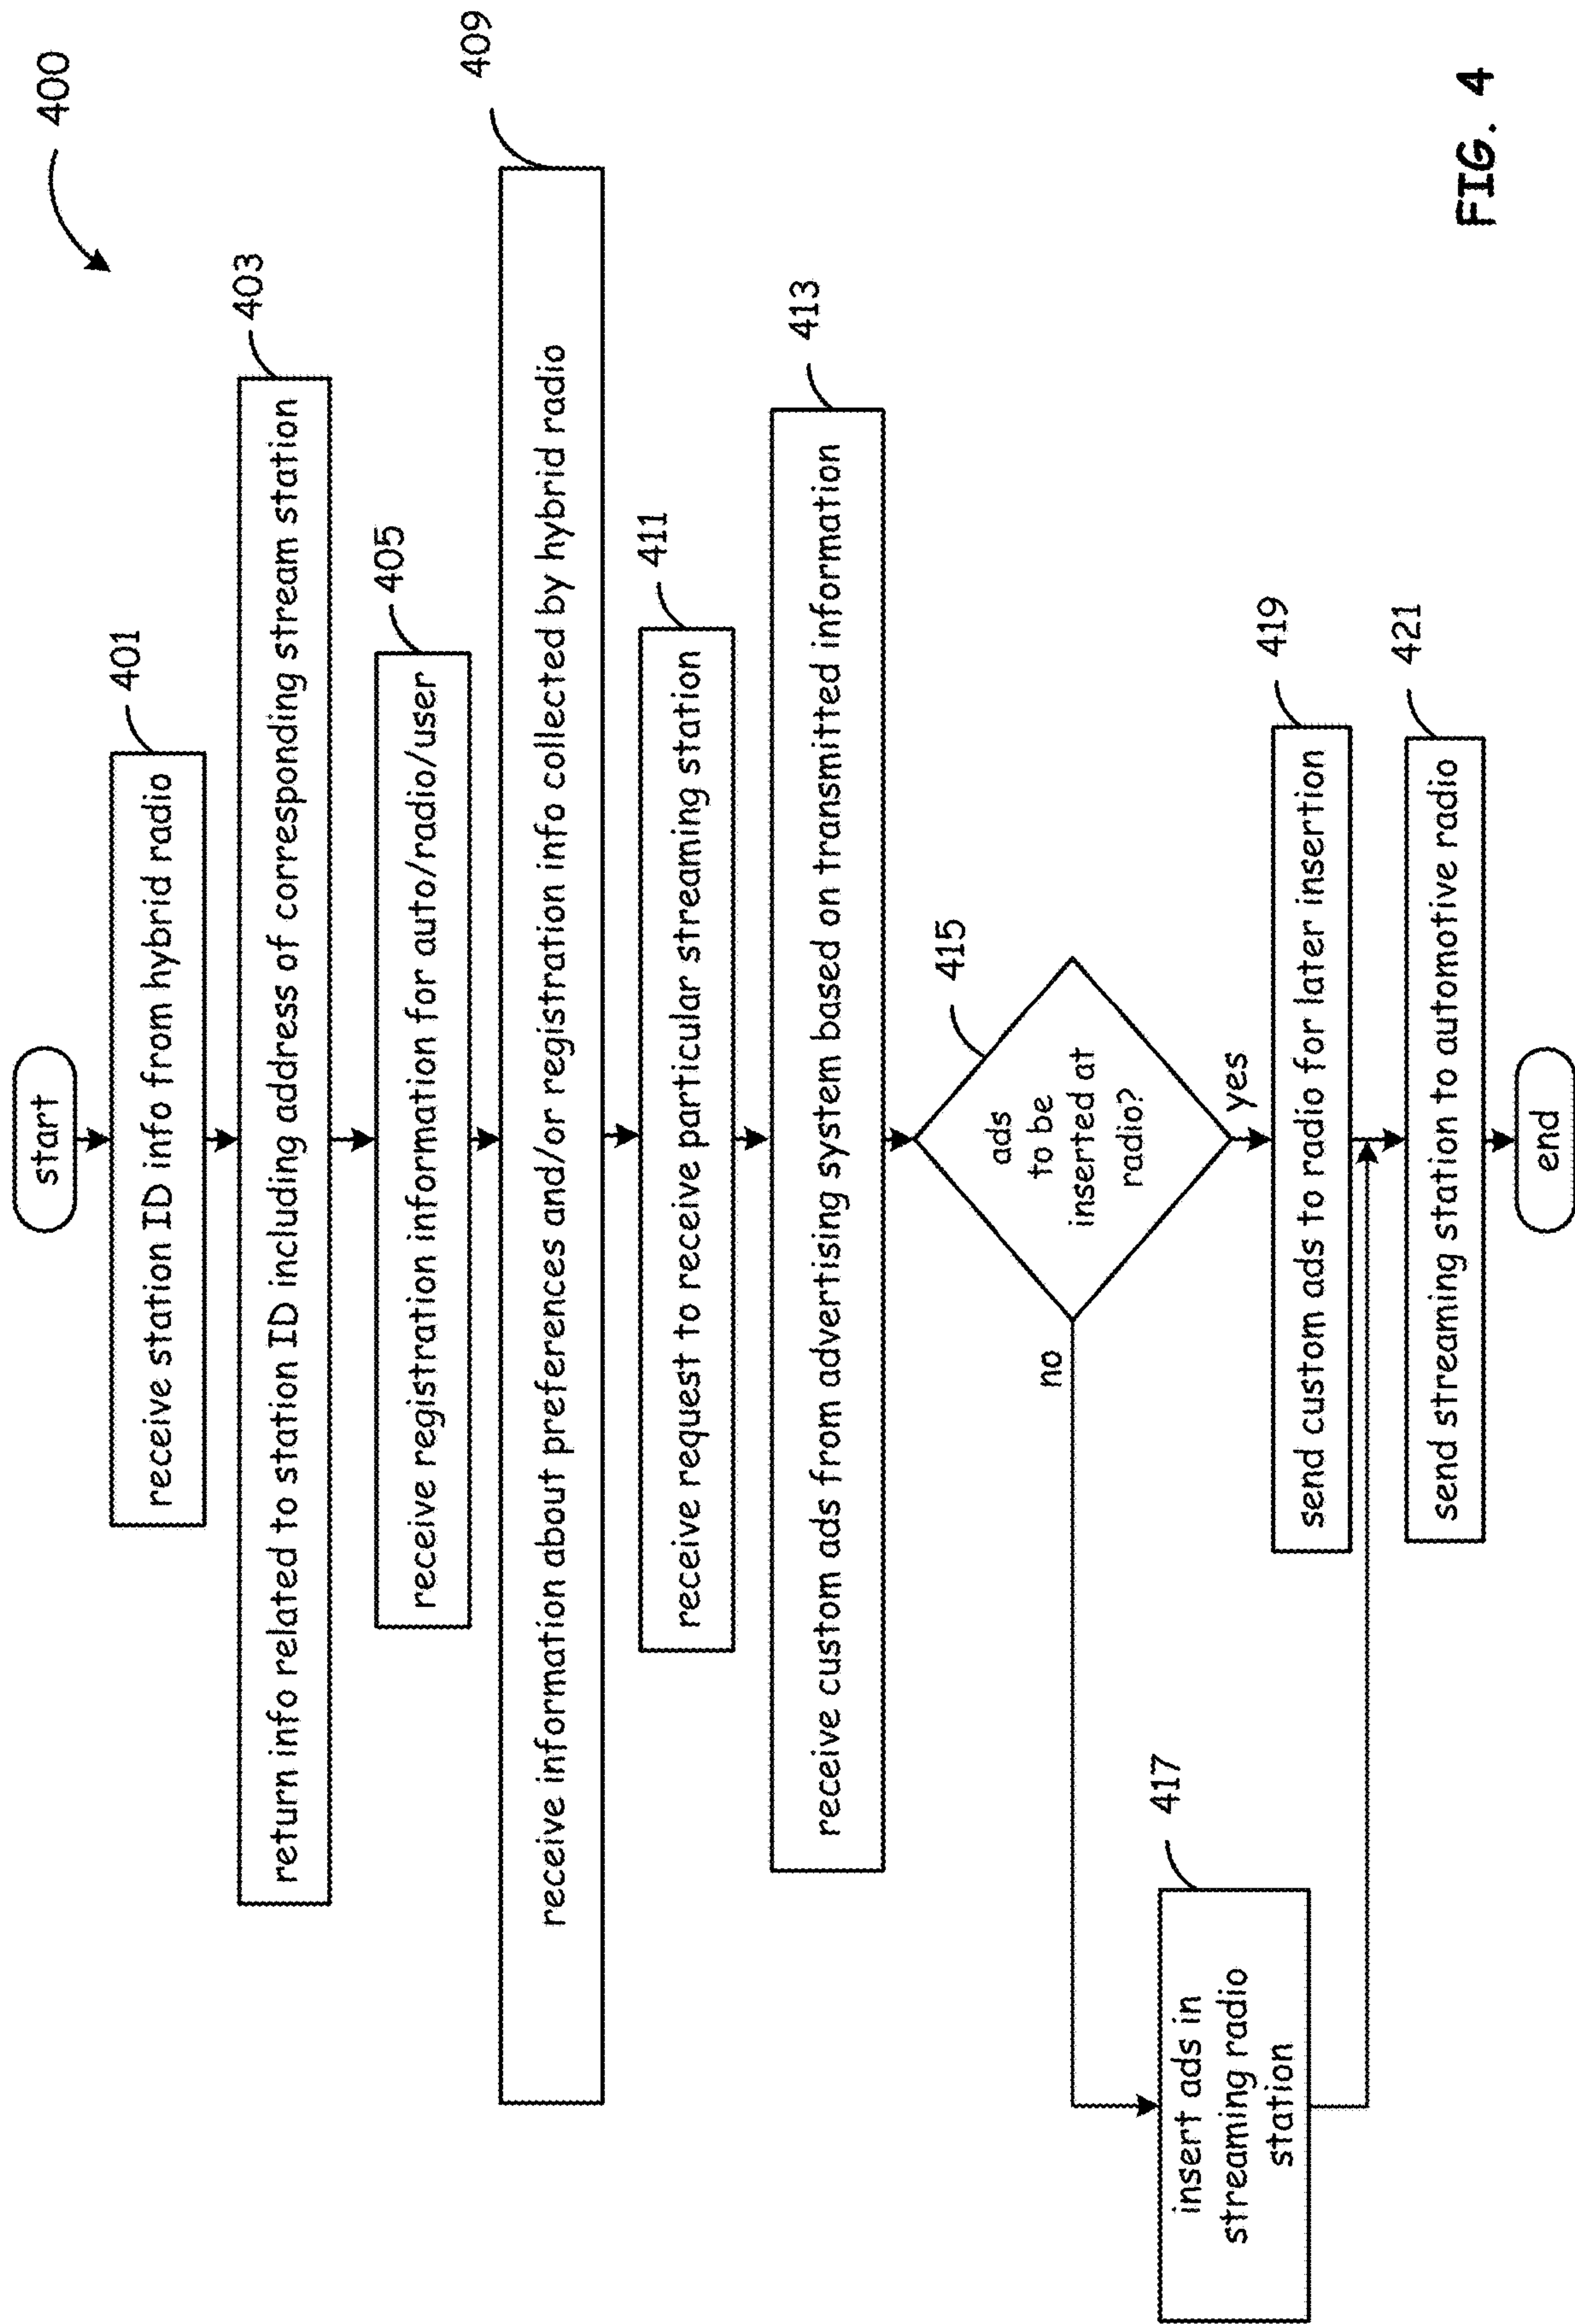 400
start
401
receive station ID info from hybrid radio
403
return info related to station ID including address of corresponding stream station
405
receive registration information for auto/radio/user
409
receive information about preferences and/or registration info collected by hybrid radio
411
receive request to receive particular streaming station
413
receive custom ads from advertising system based on transmitted information
415
ads
to be
inserted at
radio?
no
yes
417
insert ads in
streaming radio
station
419
send custom ads to radio for later insertion
421
send streaming station to automotive radio
end
FIG. 4